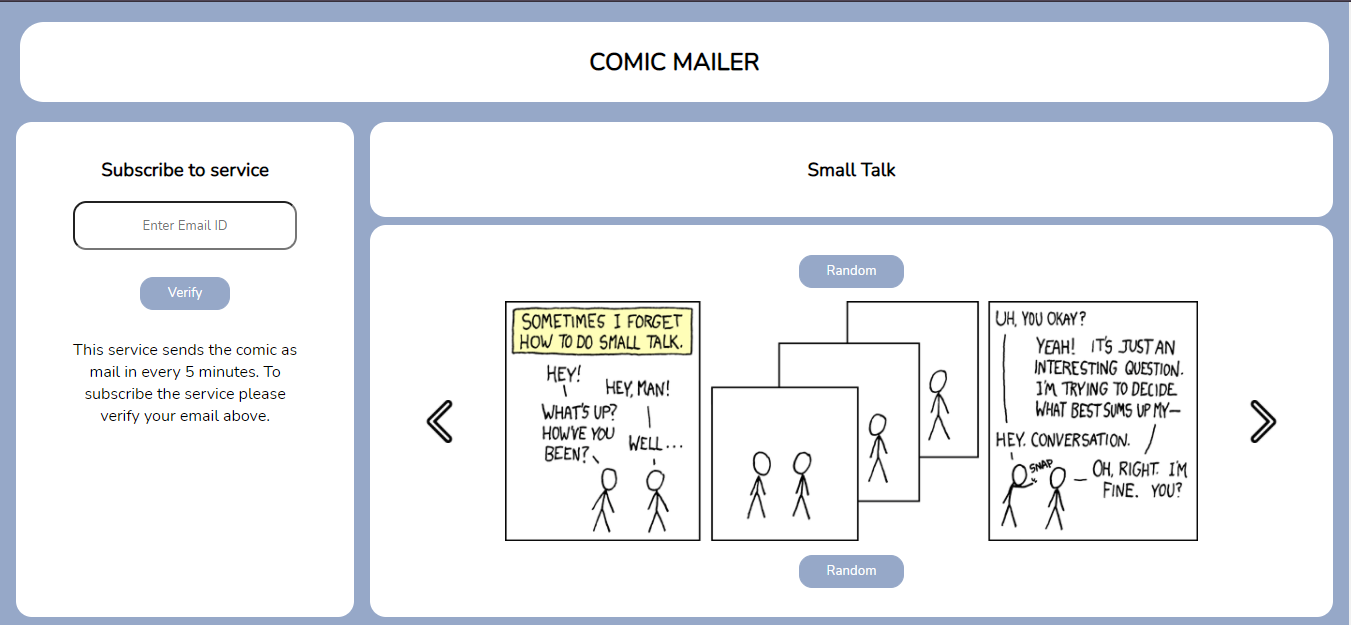 COMIC MAILER
Subscribe to service
Enter Email ID
Verify
This service sends the comic as
mail in every 5 minutes. To
subscribe the service please
verify your email above.
Small Talk
Random
SOMETIMES I FORGET
HOW TO DO SMALL TALK.
HEY!
HEY, MAN!
WHAT'S UP?
HOW'VE YOU
BEEN?
WELL...
UH, YOU OKAY?
YEAH! IT'S JUST AN
INTERESTING QUESTION.
I'M TRYING TO DECIDE
WHAT BEST SUMS UP MY—
HEY. CONVERSATION.
SNAP
OH, RIGHT. I'M
FINE. YOU?
Random